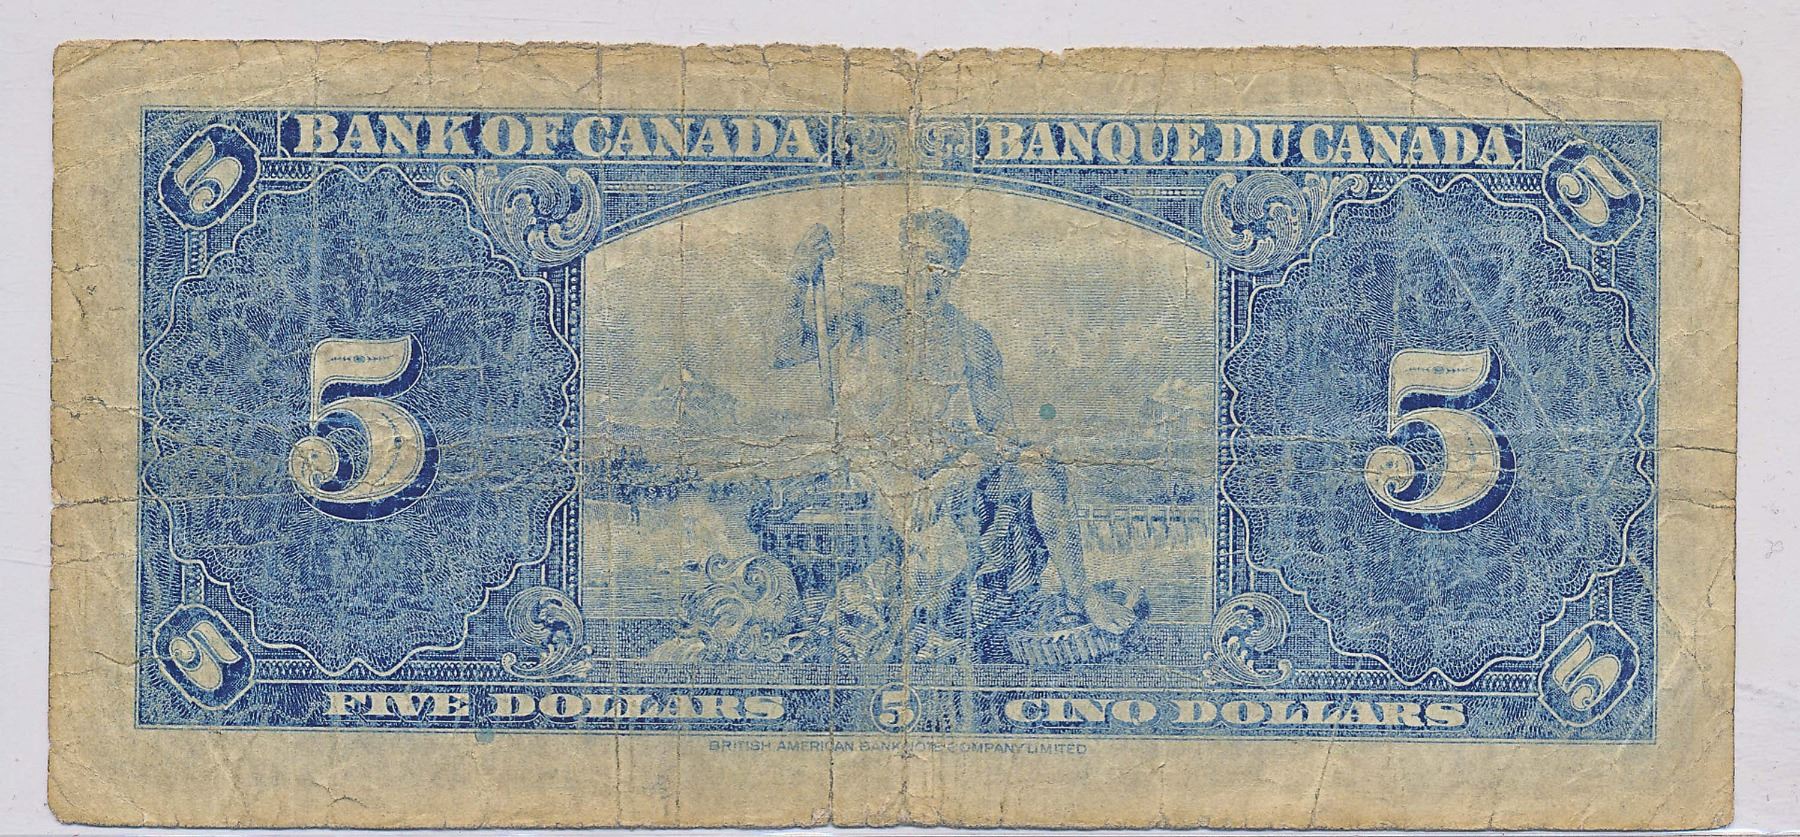 BANK OF CANADA BANQUE DU CANADA
5 5
5 5
5 5
FIVE DOLLARS 5 CINQ DOLLARS
BRITISH AMERICAN BANK NOTE COMPANY LIMITED